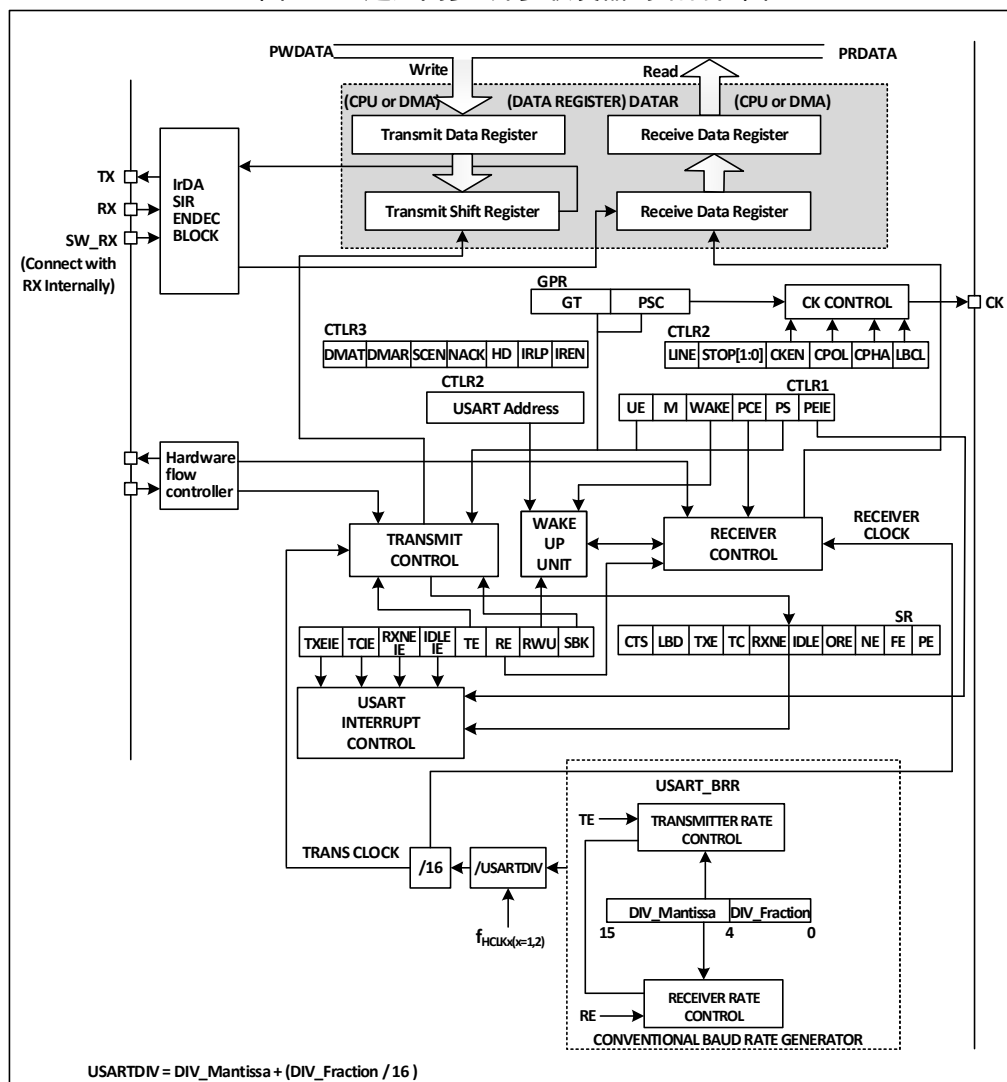 PWDATA
PRDATA
Write
Read
(CPU or DMA)
(DATA REGISTER) DATAR
(CPU or DMA)
Transmit Data Register
Receive Data Register
TX
RX
SW_RX
(Connect with
RX Internally)
IrDA
SIR
ENDEC
BLOCK
Transmit Shift Register
Receive Data Register
GPR
GT
PSC
CK CONTROL
CK
CTLR3
DMAT DMAR SCEN NACK HD IRLP IREN
CTLR2
LINE STOP[1:0] CKEN CPOL CPHA LBCL
CTLR2
USART Address
CTLR1
UE M WAKE PCE PS PEIE
Hardware
flow
controller
TRANSMIT
CONTROL
WAKE
UP
UNIT
RECEIVER
CONTROL
RECEIVER
CLOCK
TXEIE TCIE RXNE IE IDLE IE TE RE RWU SBK
SR
CTS LBD TXE TC RXNE IDLE ORE NE FE PE
USART
INTERRUPT
CONTROL
USART_BRR
TE
TRANSMITTER RATE
CONTROL
TRANS CLOCK
/16
/USARTDIV
fHCLKx(x=1,2)
DIV_Mantissa DIV_Fraction
15 4 0
RE
RECEIVER RATE
CONTROL
CONVENTIONAL BAUD RATE GENERATOR
USARTDIV = DIV_Mantissa + (DIV_Fraction / 16 )